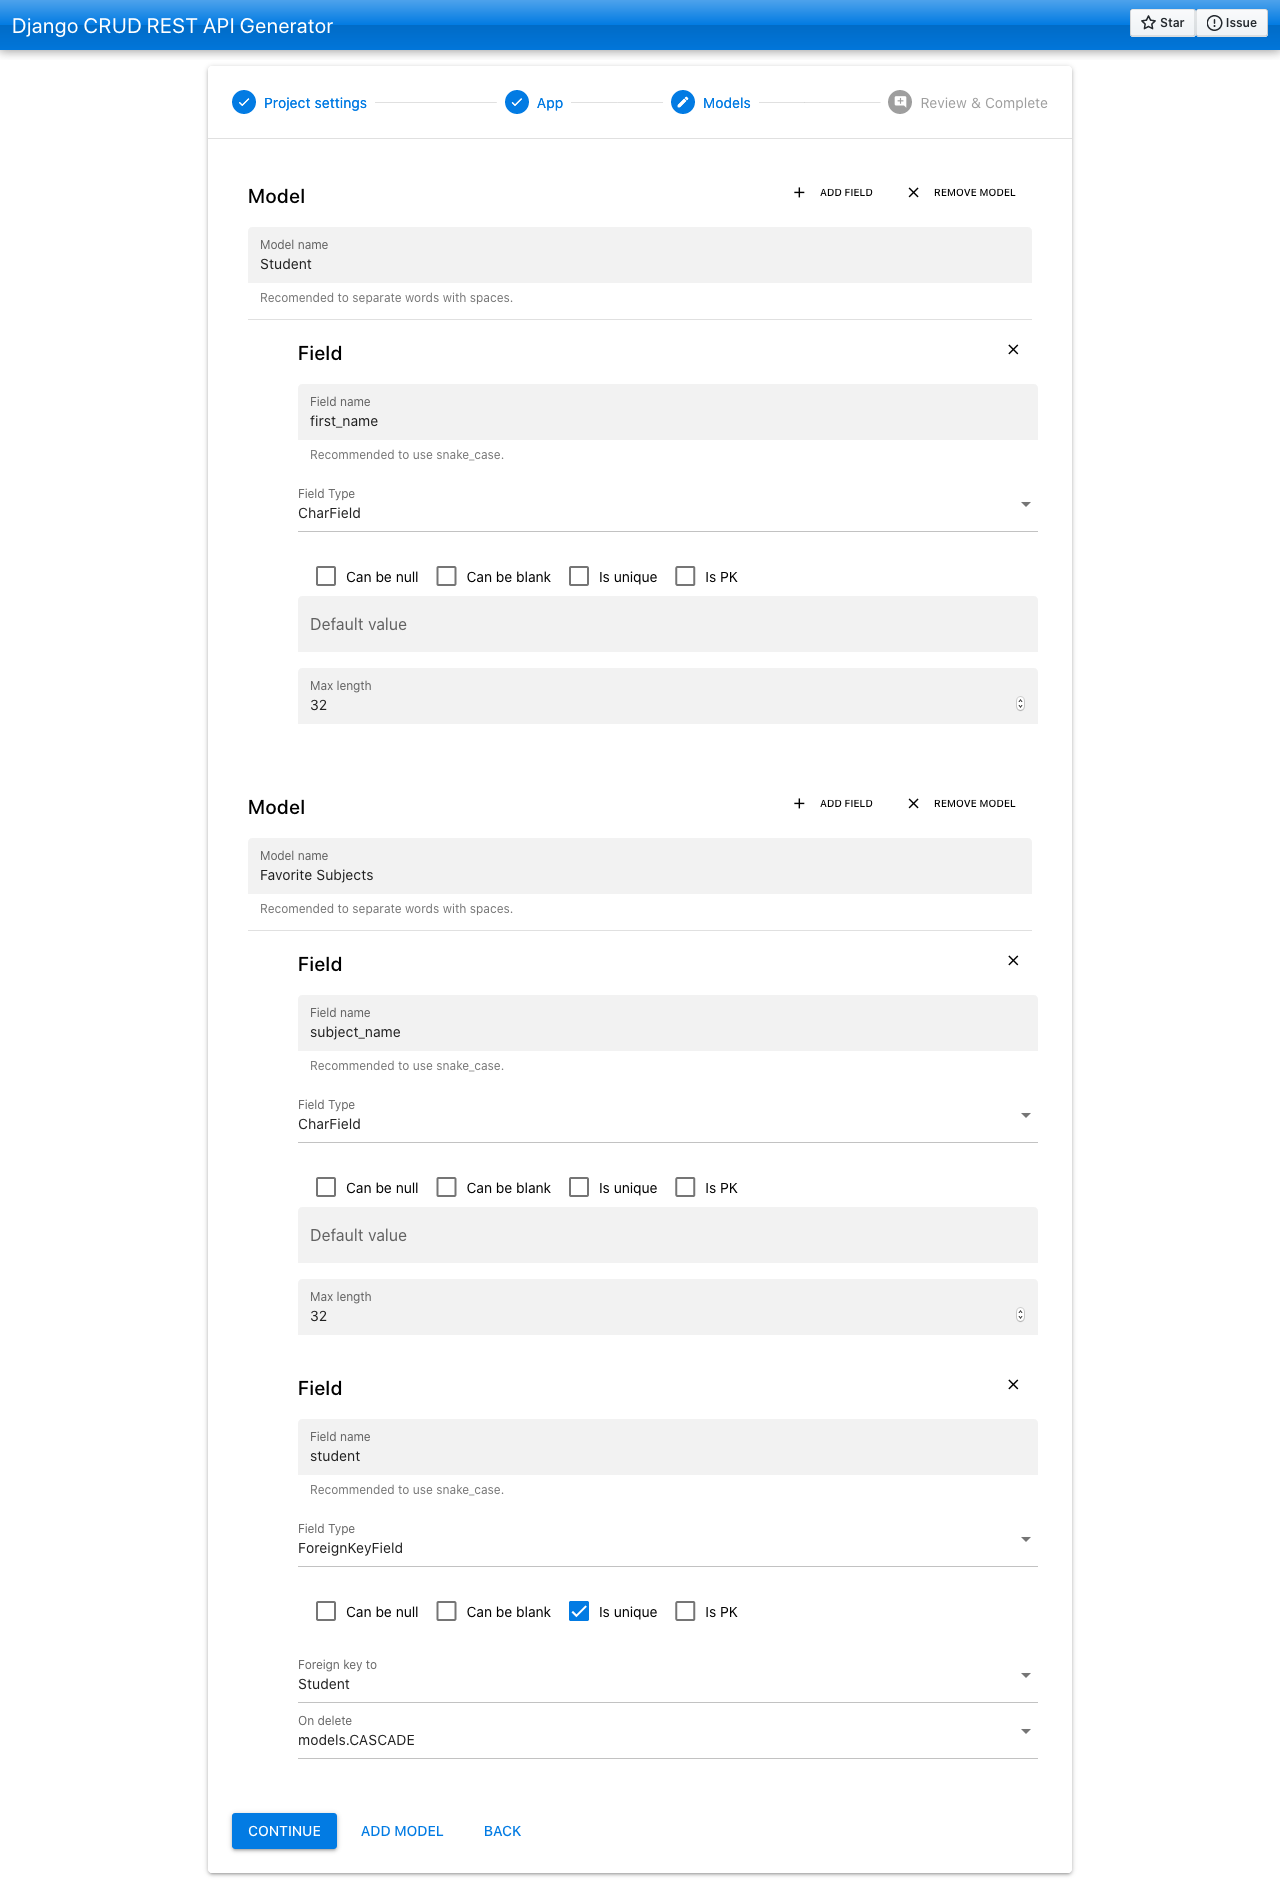 Django CRUD REST API Generator
Star
Issue
Project settings
App
Models
Review & Complete
Model
ADD FIELD
REMOVE MODEL
Model name
Student
Recomended to separate words with spaces.
Field
Field name
first_name
Recommended to use snake_case.
Field Type
CharField
Can be null
Can be blank
Is unique
Is PK
Default value
Max length
32
Model
ADD FIELD
REMOVE MODEL
Model name
Favorite Subjects
Recomended to separate words with spaces.
Field
Field name
subject_name
Recommended to use snake_case.
Field Type
CharField
Can be null
Can be blank
Is unique
Is PK
Default value
Max length
32
Field
Field name
student
Recommended to use snake_case.
Field Type
ForeignKeyField
Can be null
Can be blank
Is unique
Is PK
Foreign key to
Student
On delete
models.CASCADE
CONTINUE
ADD MODEL
BACK